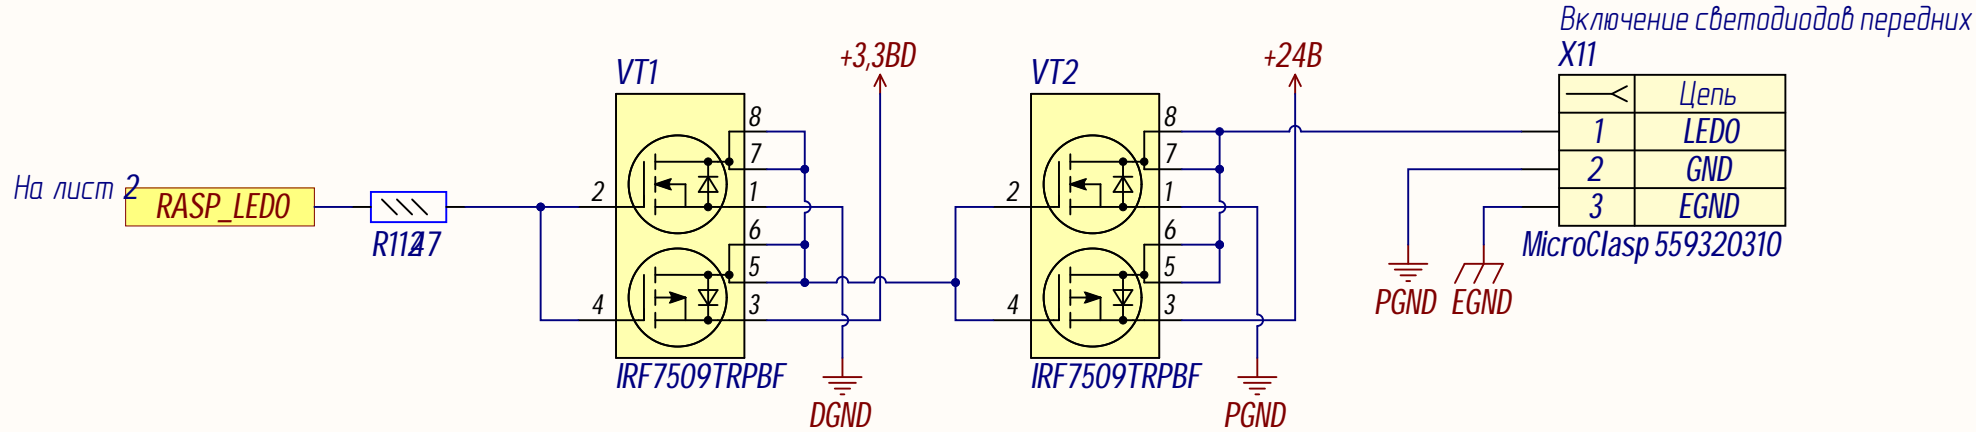 Включение светодиодов передних
X11
Цепь
1 LED0
2 GND
3 EGND
MicroClasp 559320310
PGND
EGND
На лист 2
RASP_LED0
VT1
8
7
2
1
6
5
4
3
IRF7509TRPBF
+3,3ВD
DGND
VT2
8
7
2
1
6
5
4
3
IRF7509TRPBF
+24В
PGND